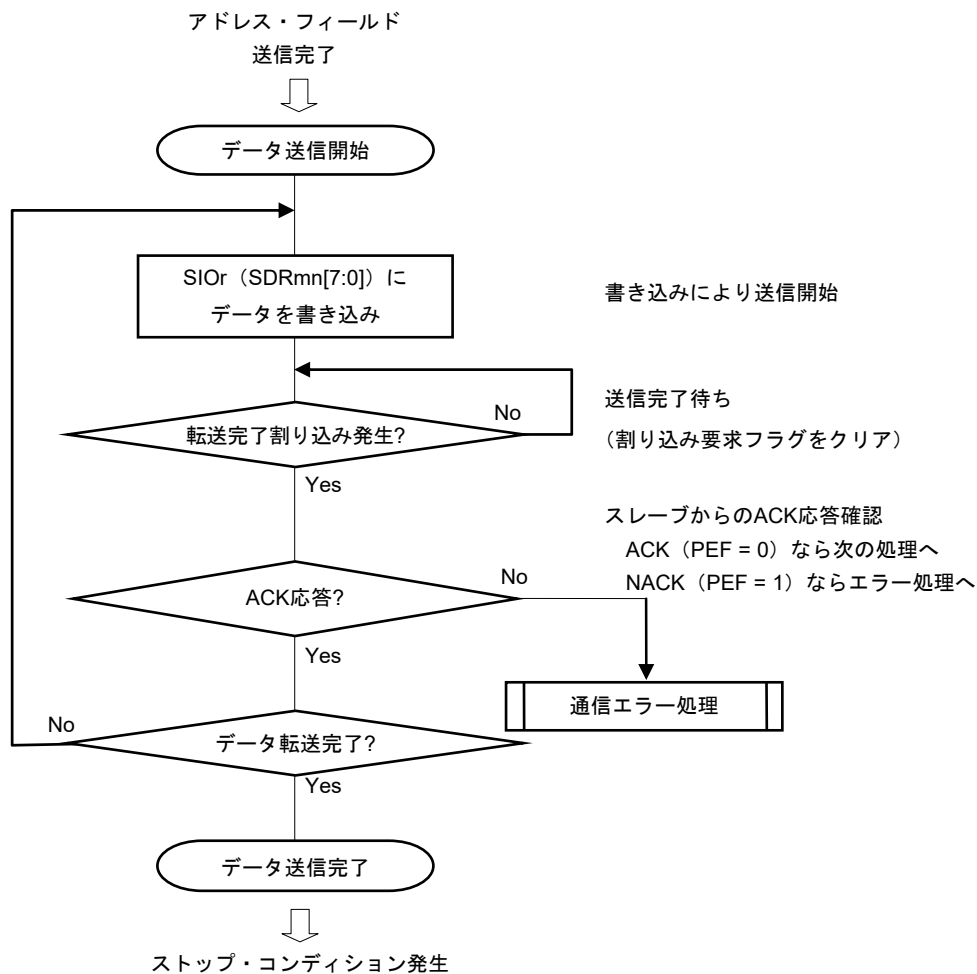 アドレス・フィールド
送信完了
データ送信開始
SIOr（SDRmn[7:0]）に
データを書き込み
書き込みにより送信開始
転送完了割り込み発生?
No
送信完了待ち
（割り込み要求フラグをクリア）
Yes
スレーブからのACK応答確認
ACK（PEF = 0）なら次の処理へ
NACK（PEF = 1）ならエラー処理へ
ACK応答?
No
Yes
通信エラー処理
No
データ転送完了?
Yes
データ送信完了
ストップ・コンディション発生